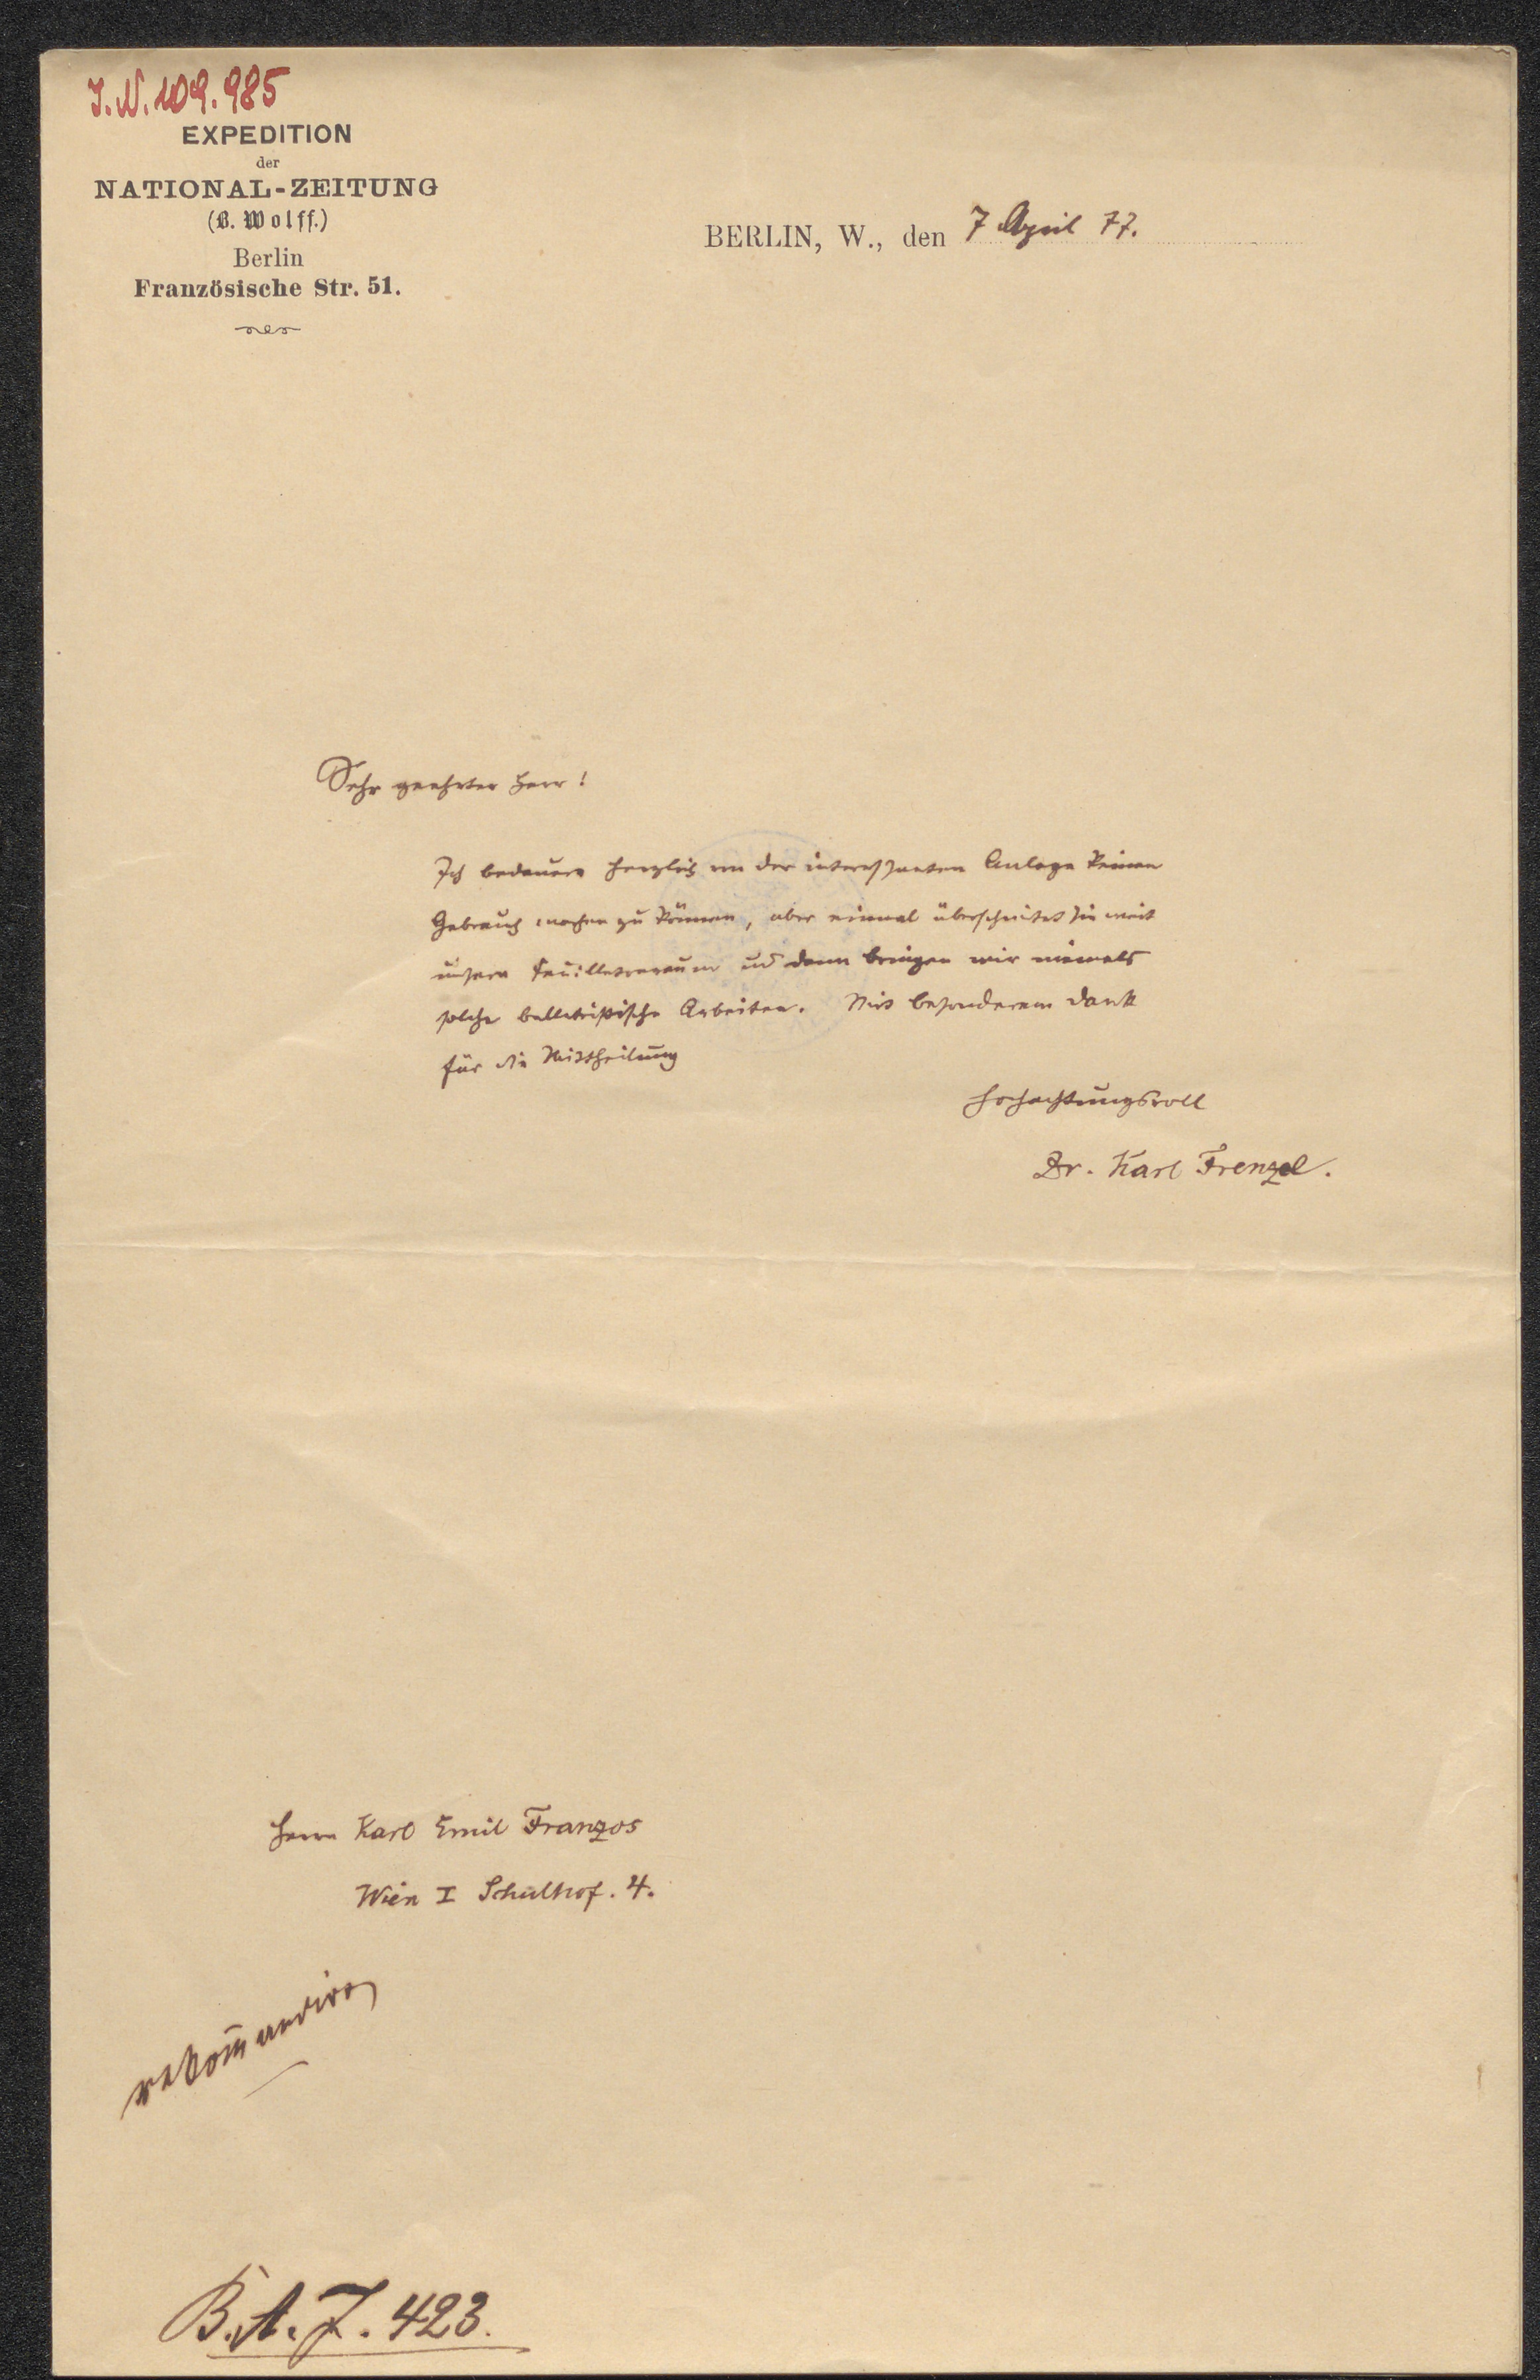 I.N. 109.985
EXPEDITION
der
NATIONAL-ZEITUNG
(B. Wolff.)
Berlin
Französische Str. 51.
BERLIN, W., den 7 April 77.
Sehr geehrter Herr!
Ich bedauere herzlich von der interessanten Anlage keinen
Gebrauch machen zu können, aber einmal überschreitet sie weit
unsern Feuilletonraum und dann bringen wir niemals
solche belletristische Arbeiten. Mit besonderem Dank
für die Mittheilung
Hochachtungsvoll
Dr. Karl Frenzel.
Herrn Karl Emil Franzos
Wien I Schulhof. 4.
rekom̄andirt
B.A.J. 423.